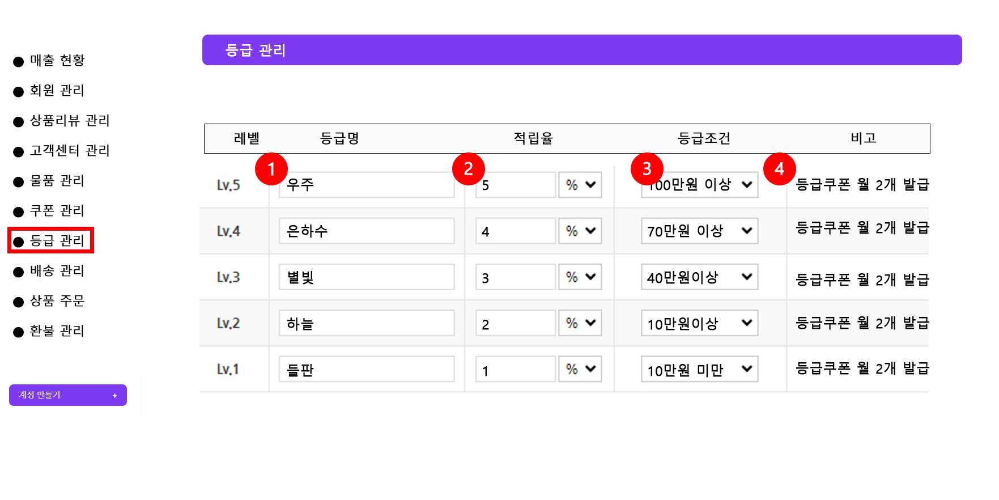 매출 현황
회원 관리
상품리뷰 관리
고객센터 관리
물품 관리
쿠폰 관리
등급 관리
배송 관리
상품 주문
환불 관리
계정 만들기 +
등급 관리
레벨 등급명 적립율 등급조건 비고
1 2 3 4
Lv.5 우주 5 % 100만원 이상 등급쿠폰 월 2개 발급
Lv.4 은하수 4 % 70만원 이상 등급쿠폰 월 2개 발급
Lv.3 별빛 3 % 40만원이상 등급쿠폰 월 2개 발급
Lv.2 하늘 2 % 10만원이상 등급쿠폰 월 2개 발급
Lv.1 들판 1 % 10만원 미만 등급쿠폰 월 2개 발급